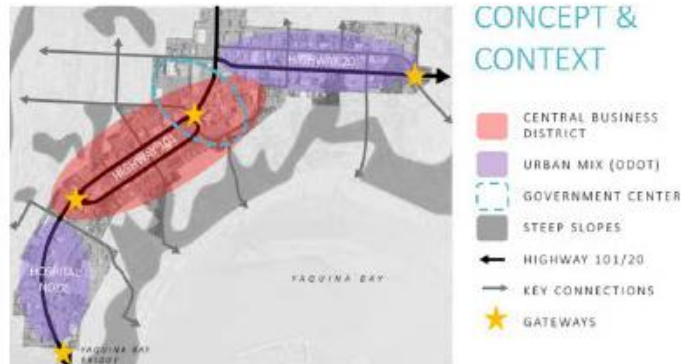 CONCEPT &
CONTEXT
HIGHWAY 20
HIGHWAY 101
HOSPITAL
NODE
YAQUINA BAY
YAQUINA BAY
BRIDGE
CENTRAL BUSINESS
DISTRICT
URBAN MIX (ODOT)
GOVERNMENT CENTER
STEEP SLOPES
HIGHWAY 101/20
KEY CONNECTIONS
GATEWAYS